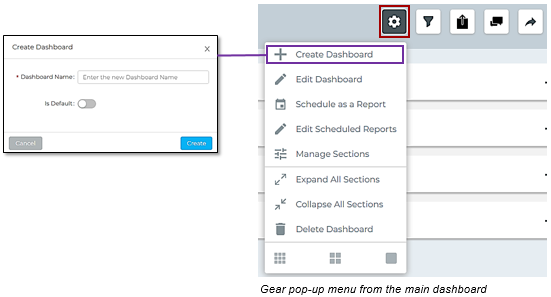 Create Dashboard
x
* Dashboard Name:
Enter the new Dashboard Name
Is Default:
Cancel
Create
Create Dashboard
Edit Dashboard
Schedule as a Report
Edit Scheduled Reports
Manage Sections
Expand All Sections
Collapse All Sections
Delete Dashboard
Gear pop-up menu from the main dashboard